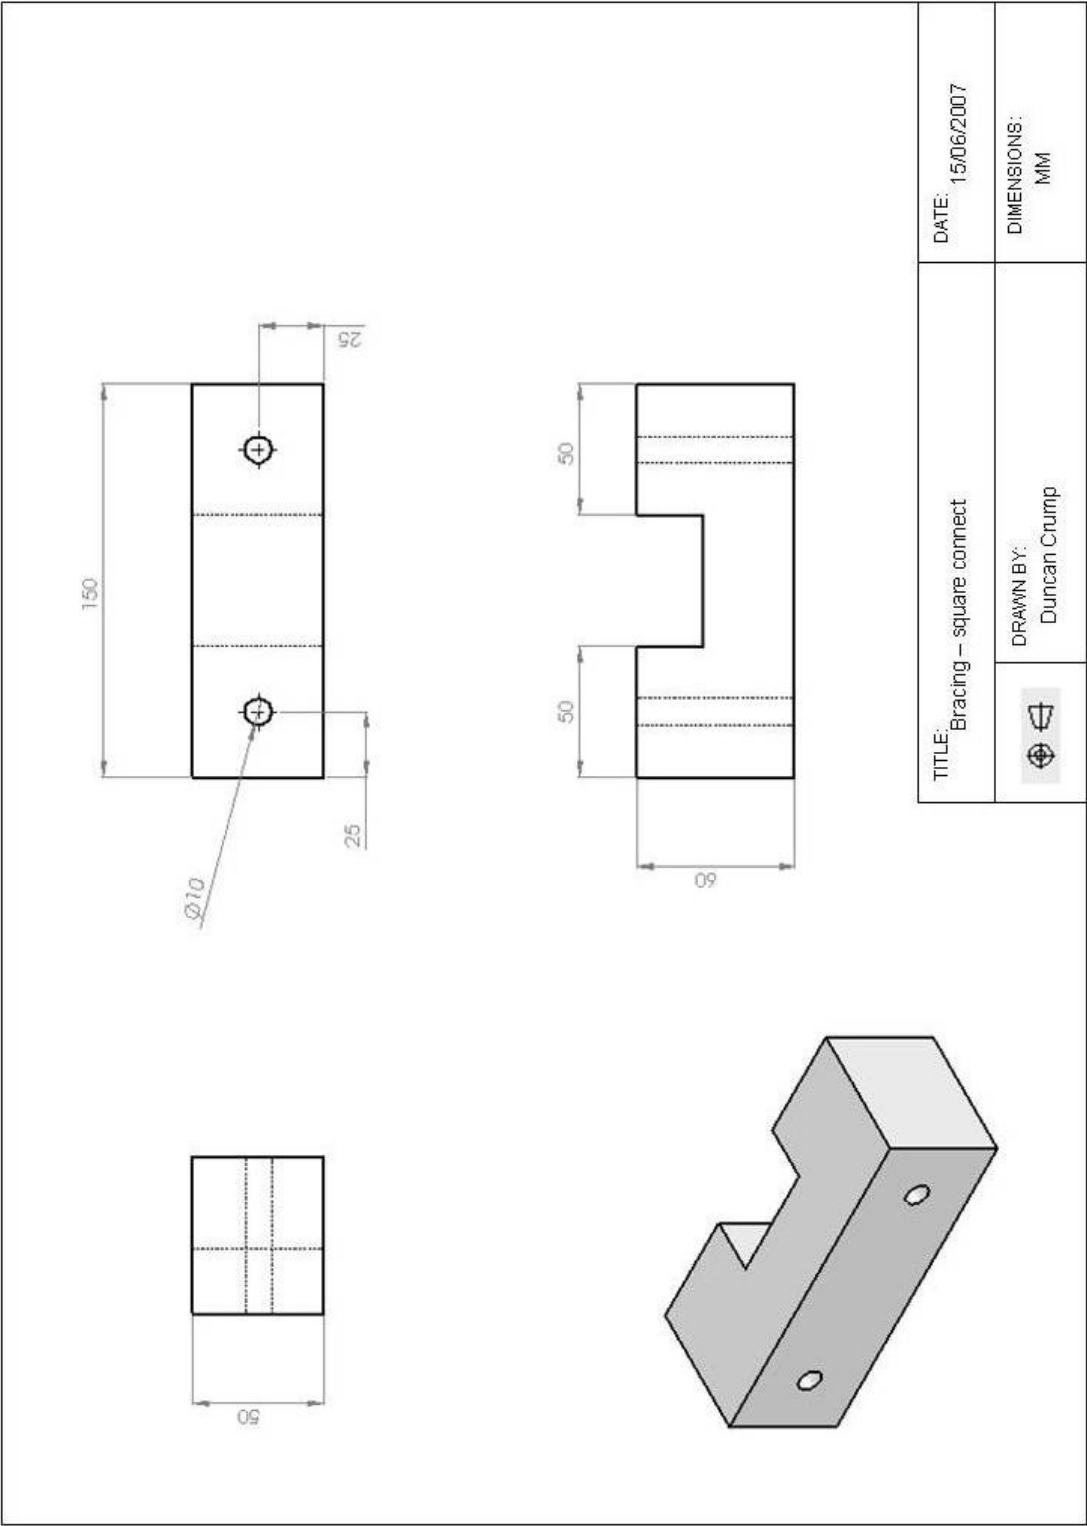 150
25
Ø10
25
50
50
50
60
TITLE:
Bracing – square connect
DATE:
15/06/2007
DRAWN BY:
Duncan Crump
DIMENSIONS:
MM